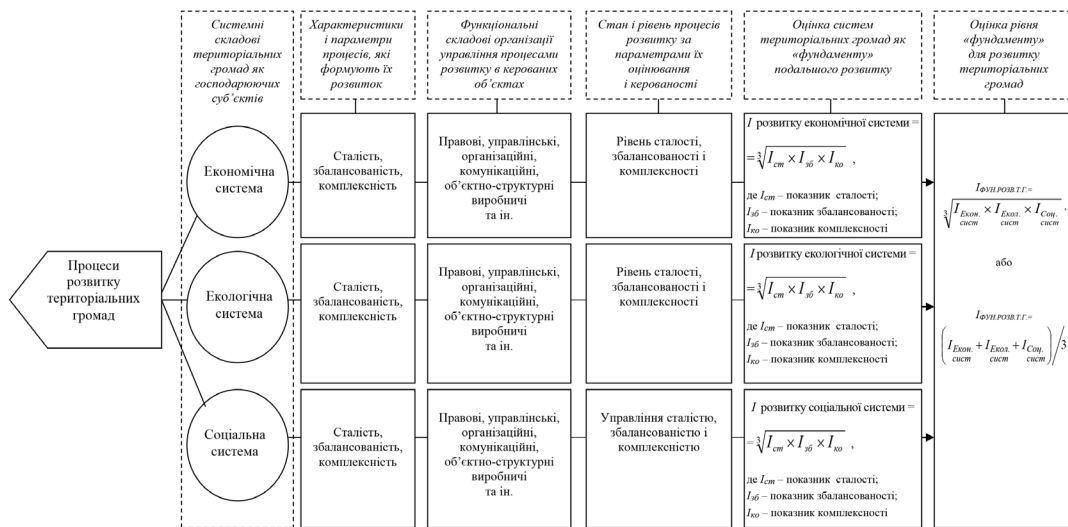 Системні
складові
територіальних
громад як
господарюючих
суб’єктів
Характеристики
і параметри
процесів, які
формують їх
розвиток
Функціональні
складові організації
управління процесами
розвитку в керованих
об’єктах
Стан і рівень процесів
розвитку за
параметрами їх
оцінювання
і керованості
Оцінка систем
територіальних громад як
«фундаменту»
подальшого розвитку
Оцінка рівня
«фундаменту»
для розвитку
територіальних
громад
Процеси
розвитку
територіальних
громад
Економічна
система
Сталість,
збалансованість,
комплексність
Правові, управлінські,
організаційні,
комунікаційні,
об’єктно-структурні
виробничі
та ін.
Рівень сталості,
збалансованості і
комплексності
I розвитку економічної системи =
= ∛(Iст × Iзб × Iко) ,
де Iст – показник сталості;
Iзб – показник збалансованості;
Iко – показник комплексності
Екологічна
система
Сталість,
збалансованість,
комплексність
Правові, управлінські,
організаційні,
комунікаційні,
об’єктно-структурні
виробничі
та ін.
Рівень сталості,
збалансованості і
комплексності
I розвитку екологічної системи =
= ∛(Iст × Iзб × Iко) ,
де Iст – показник сталості;
Iзб – показник збалансованості;
Iко – показник комплексності
Соціальна
система
Сталість,
збалансованість,
комплексність
Правові, управлінські,
організаційні,
комунікаційні,
об’єктно-структурні
виробничі
та ін.
Управління сталістю,
збалансованістю і
комплексністю
I розвитку соціальної системи =
= ∛(Iст × Iзб × Iко) ,
де Iст – показник сталості;
Iзб – показник збалансованості;
Iко – показник комплексності
IФУН.РОЗВ.Т.Г.=
∛(IЕкон. сист × IЕкол. сист × IСоц. сист) .
або
IФУН.РОЗВ.Т.Г.=
(IЕкон. сист + IЕкол. сист + IСоц. сист)/3